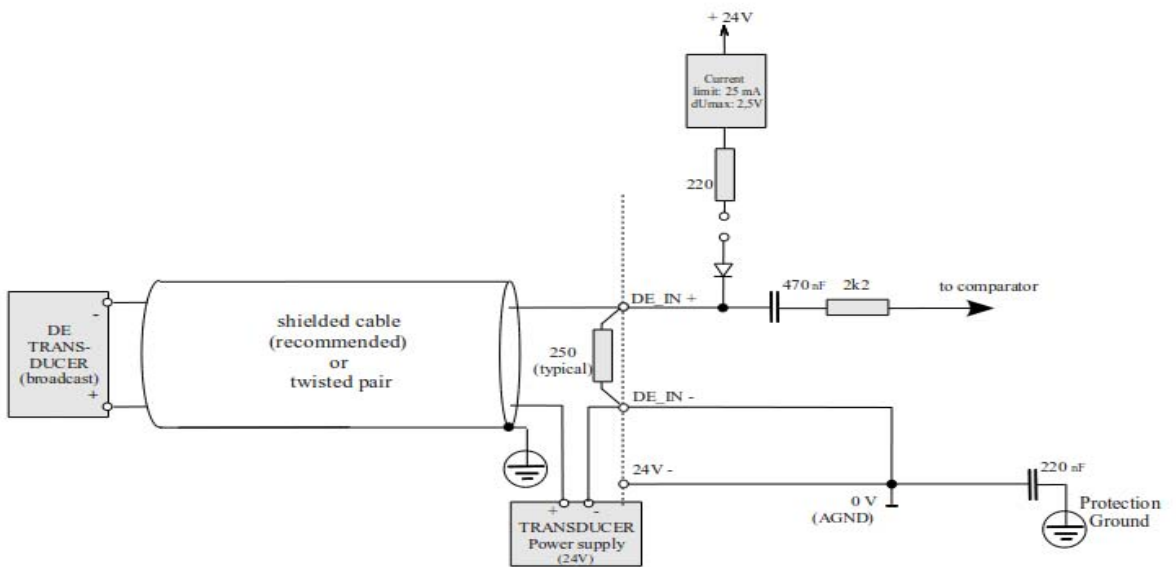 + 24V
Current
limit: 25 mA
dUmax: 2,5V
220
DE_IN +
470 nF
2k2
to comparator
DE
TRANS-
DUCER
(broadcast)
-
+
shielded cable
(recommended)
or
twisted pair
250
(typical)
DE_IN -
24V -
220 nF
0 V
(AGND)
Protection
Ground
+ -
TRANSDUCER
Power supply
(24V)